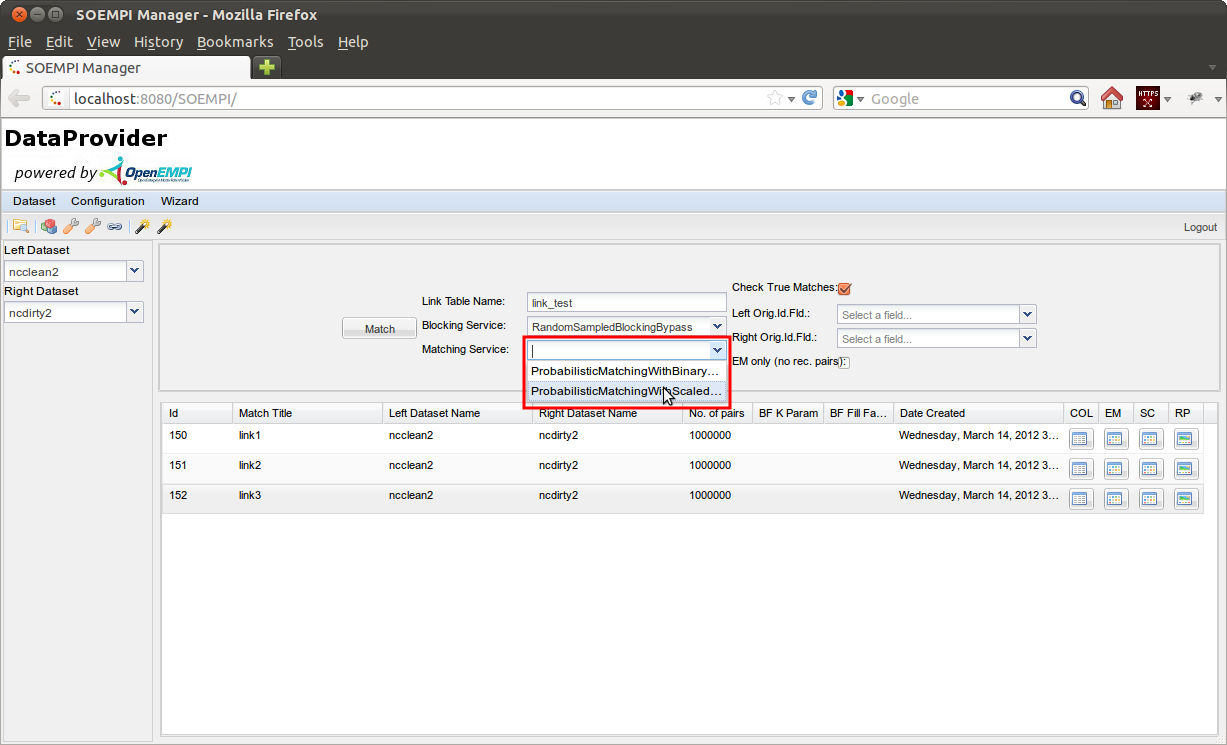 SOEMPI Manager - Mozilla Firefox
File Edit View History Bookmarks Tools Help
SOEMPI Manager
localhost:8080/SOEMPI/
Google
HTTPS
DataProvider
powered by OpenEMPI
Dataset Configuration Wizard
Logout
Left Dataset
ncclean2
Right Dataset
ncdirty2
Match
Link Table Name: link_test
Blocking Service: RandomSampledBlockingBypass
Matching Service:
ProbabilisticMatchingWithBinary...
ProbabilisticMatchingWithScaled...
Check True Matches:
Left Orig.Id.Fld.: Select a field...
Right Orig.Id.Fld.: Select a field...
EM only (no rec. pairs):
Id Match Title Left Dataset Name Right Dataset Name No. of pairs BF K Param BF Fill Fa... Date Created COL EM SC RP
150 link1 ncclean2 ncdirty2 1000000 Wednesday, March 14, 2012 3...
151 link2 ncclean2 ncdirty2 1000000 Wednesday, March 14, 2012 3...
152 link3 ncclean2 ncdirty2 1000000 Wednesday, March 14, 2012 3...